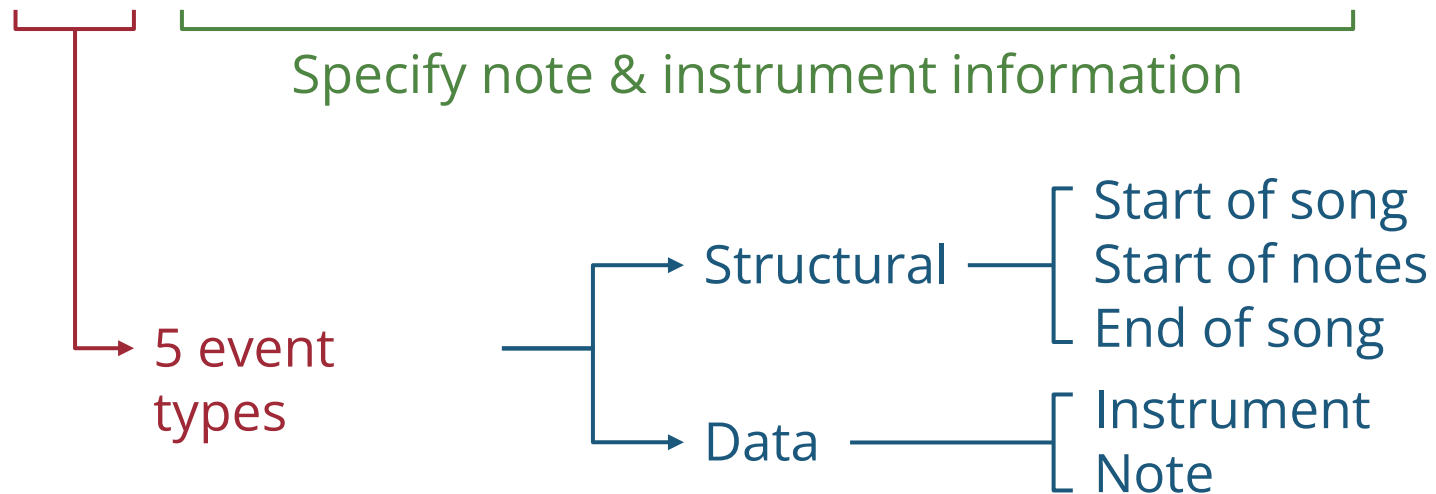 Specify note & instrument information
5 event
types
Structural
Start of song
Start of notes
End of song
Data
Instrument
Note